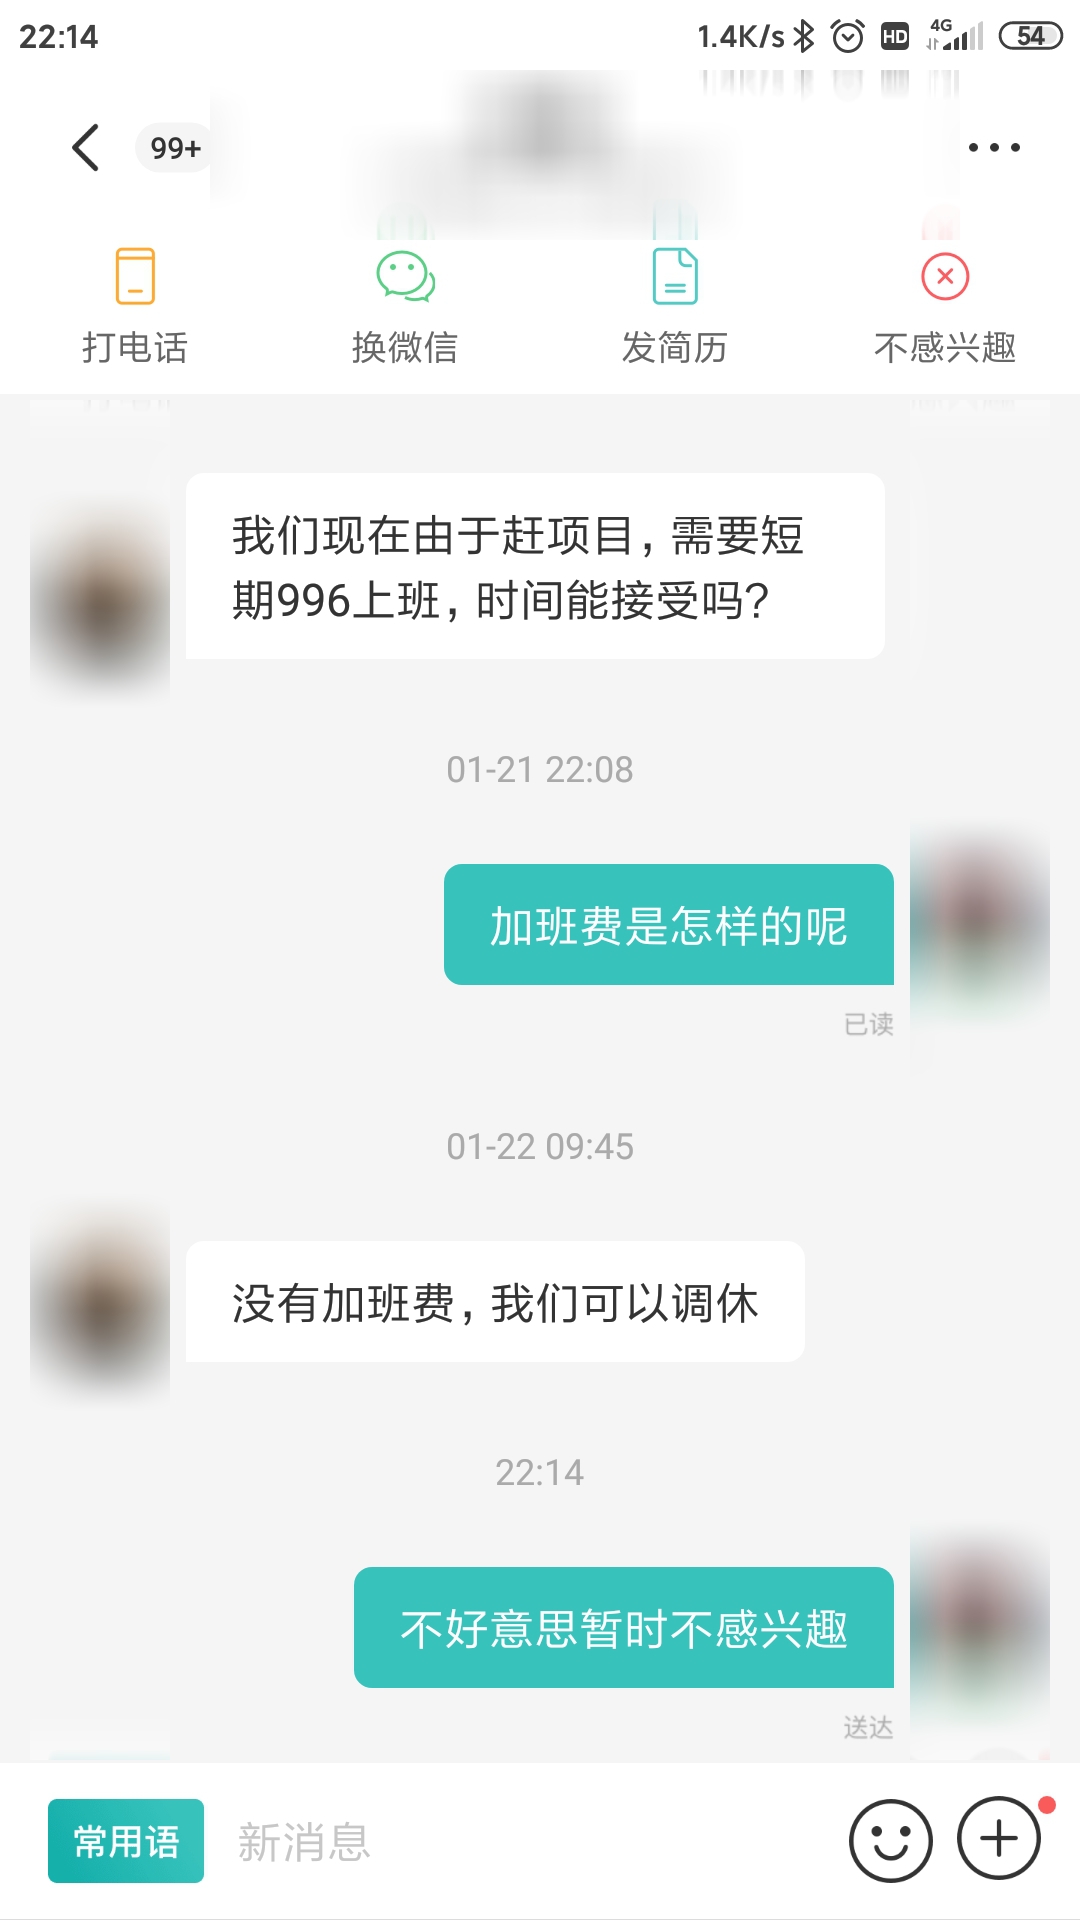 22:14 1.4K/s HD 4G 54
99+
打电话 换微信 发简历 不感兴趣
我们现在由于赶项目，需要短
期996上班，时间能接受吗？
01-21 22:08
加班费是怎样的呢
已读
01-22 09:45
没有加班费，我们可以调休
22:14
不好意思暂时不感兴趣
送达
常用语 新消息